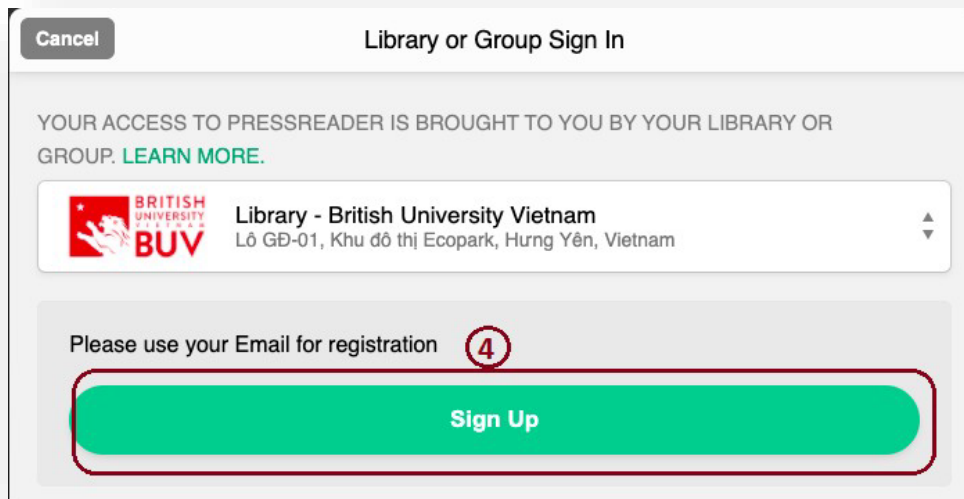 Cancel
Library or Group Sign In
YOUR ACCESS TO PRESSREADER IS BROUGHT TO YOU BY YOUR LIBRARY OR
GROUP. LEARN MORE.
BRITISH
UNIVERSITY
VIETNAM
BUV
Library - British University Vietnam
Lô GĐ-01, Khu đô thị Ecopark, Hưng Yên, Vietnam
Please use your Email for registration
4
Sign Up